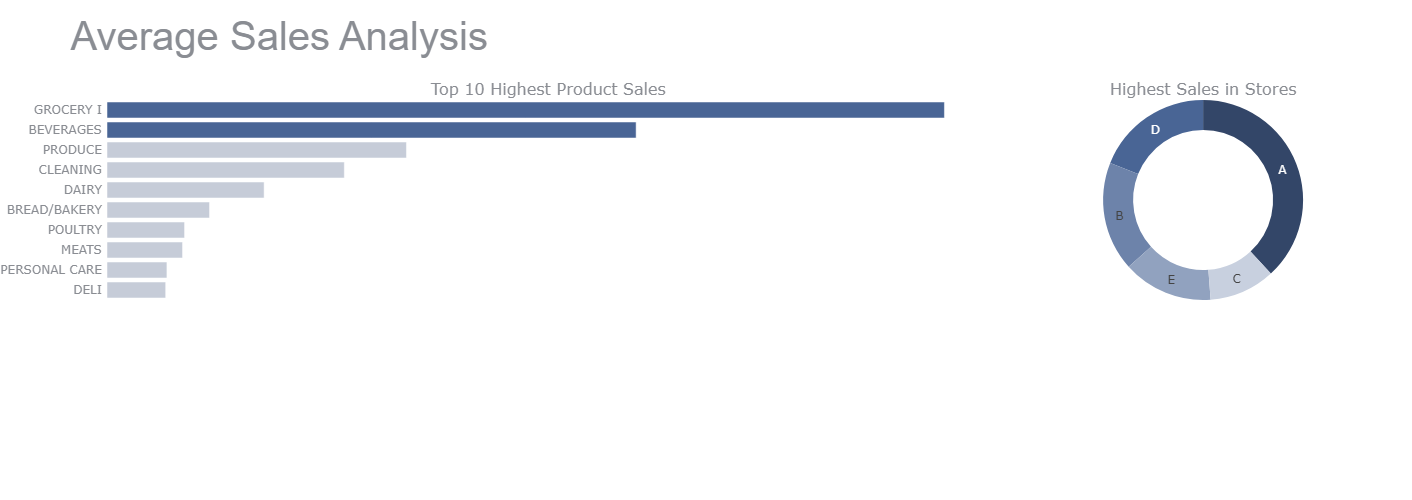 Average Sales Analysis
Top 10 Highest Product Sales
GROCERY I
BEVERAGES
PRODUCE
CLEANING
DAIRY
BREAD/BAKERY
POULTRY
MEATS
PERSONAL CARE
DELI
Highest Sales in Stores
D
A
B
E
C